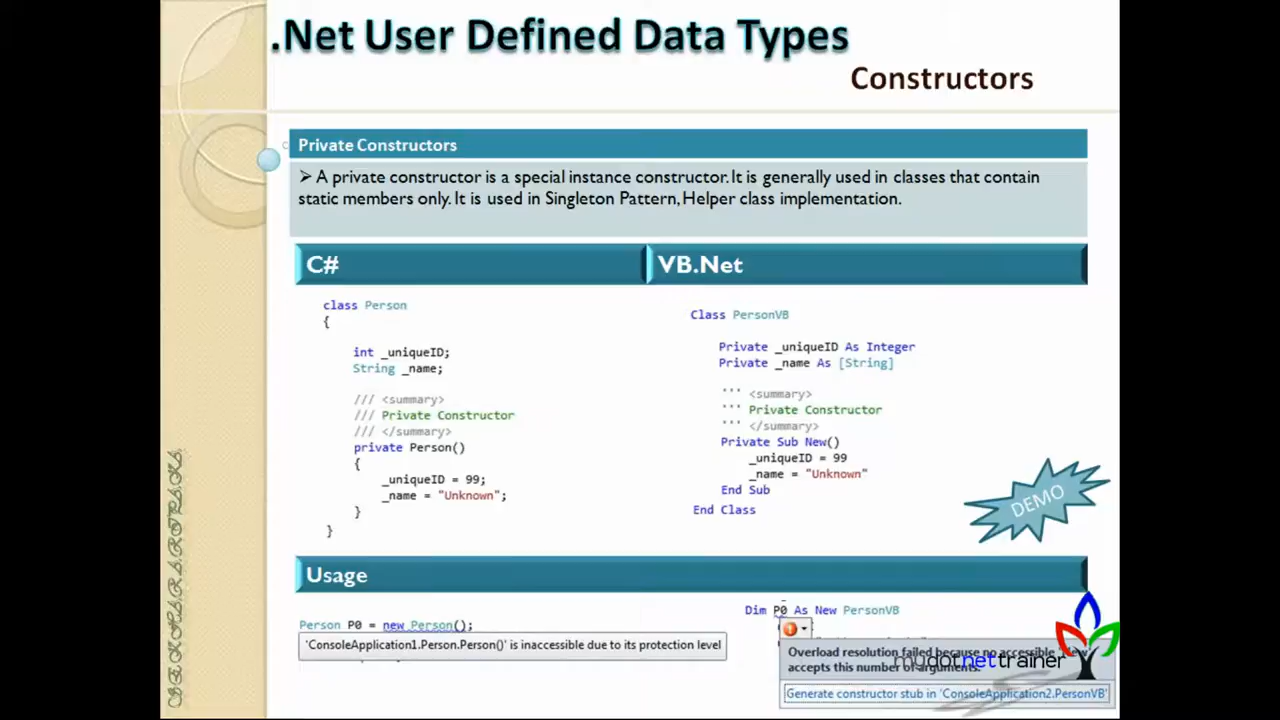 .Net User Defined Data Types
Constructors
Private Constructors
➢ A private constructor is a special instance constructor. It is generally used in classes that contain
static members only. It is used in Singleton Pattern, Helper class implementation.
C#
VB.Net
class Person
{
int _uniqueID;
String _name;
/// <summary>
/// Private Constructor
/// </summary>
private Person()
{
_uniqueID = 99;
_name = "Unknown";
}
}
Class PersonVB
Private _uniqueID As Integer
Private _name As [String]
''' <summary>
''' Private Constructor
''' </summary>
Private Sub New()
_uniqueID = 99
_name = "Unknown"
End Sub
End Class
DEMO
Usage
Person P0 = new Person();
'ConsoleApplication1.Person.Person()' is inaccessible due to its protection level
Dim P0 As New PersonVB
Overload resolution failed because no accessible 'New'
accepts this number of arguments.
Generate constructor stub in 'ConsoleApplication2.PersonVB'
mydotnettrainer